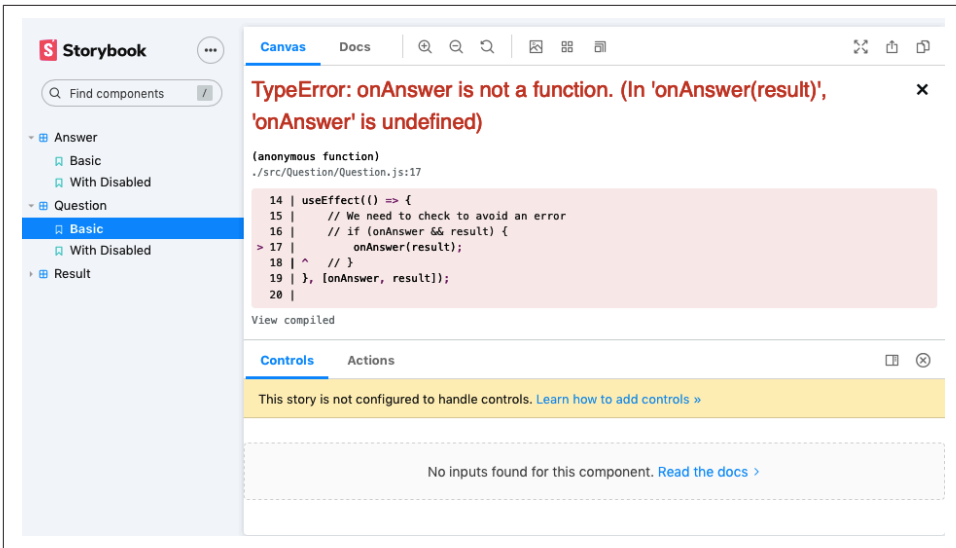 Storybook
Find components
/
Answer
Basic
With Disabled
Question
Basic
With Disabled
Result
Canvas
Docs
TypeError: onAnswer is not a function. (In 'onAnswer(result)',
'onAnswer' is undefined)
(anonymous function)
./src/Question/Question.js:17
14 | useEffect(() => {
15 |     // We need to check to avoid an error
16 |     // if (onAnswer && result) {
> 17 |         onAnswer(result);
18 | ^   // }
19 | }, [onAnswer, result]);
20 |
View compiled
Controls
Actions
This story is not configured to handle controls. Learn how to add controls »
No inputs found for this component. Read the docs >